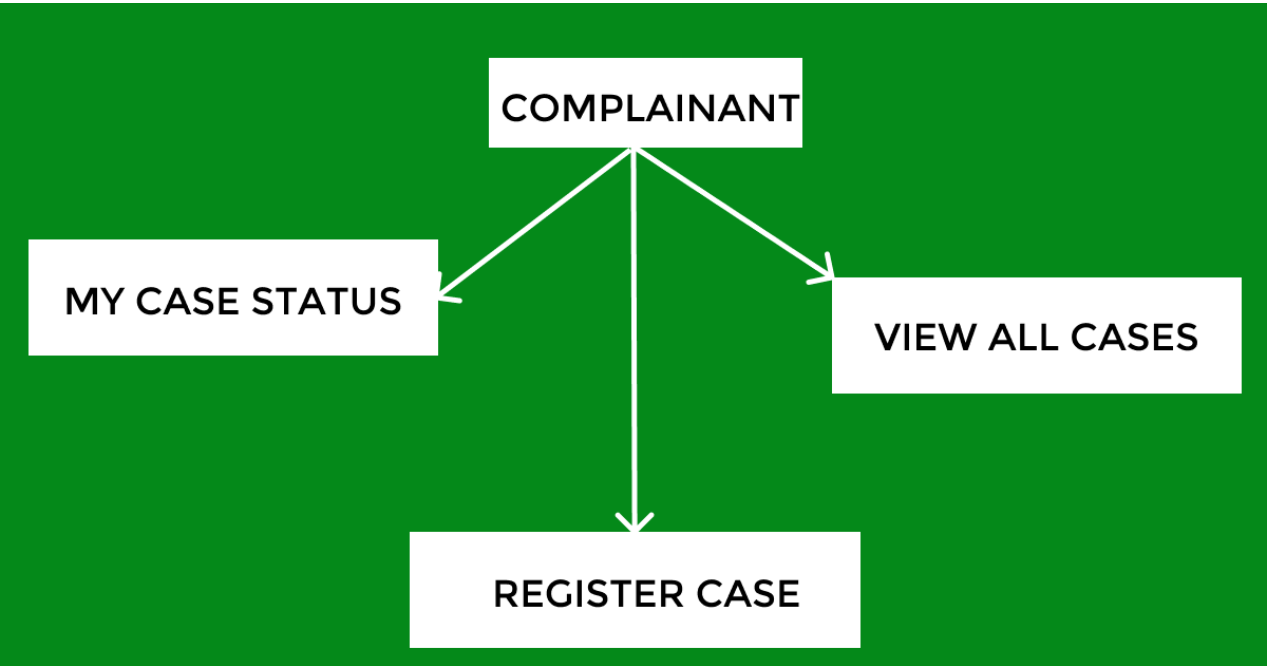 COMPLAINANT
MY CASE STATUS
VIEW ALL CASES
REGISTER CASE